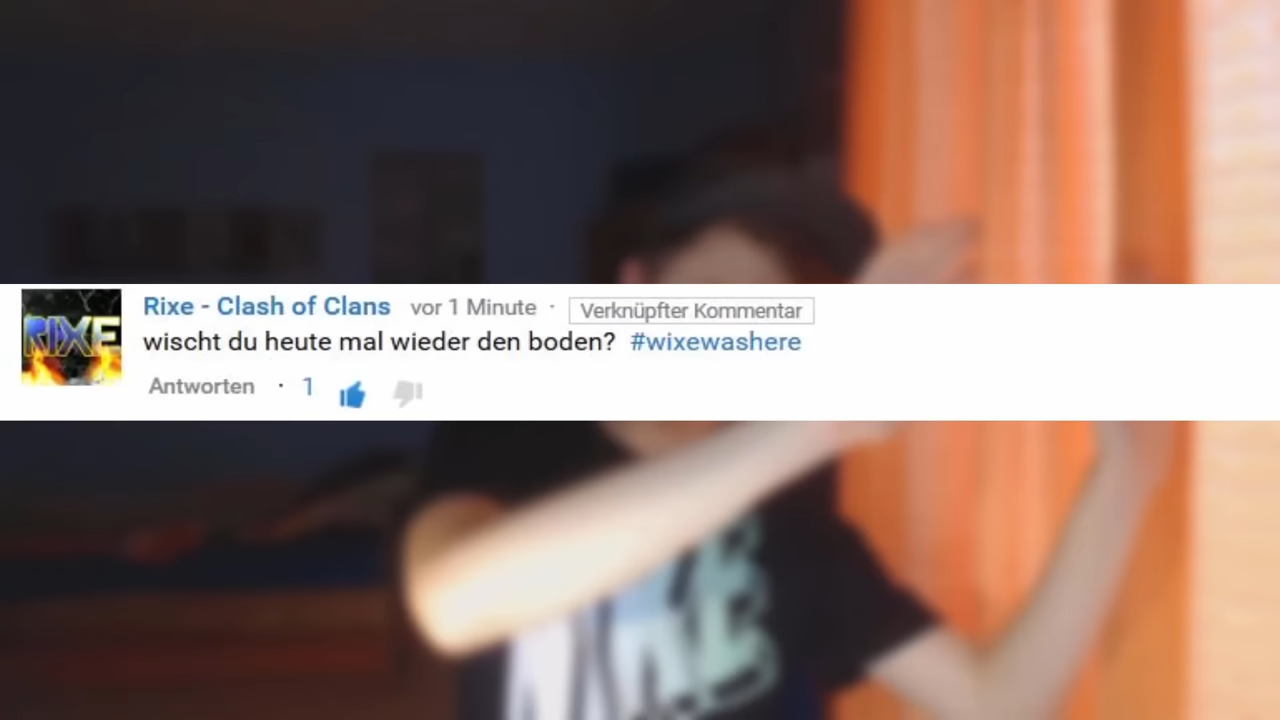 RIXE
Rixe - Clash of Clans vor 1 Minute · Verknüpfter Kommentar
wischt du heute mal wieder den boden? #wixewashere
Antworten · 1